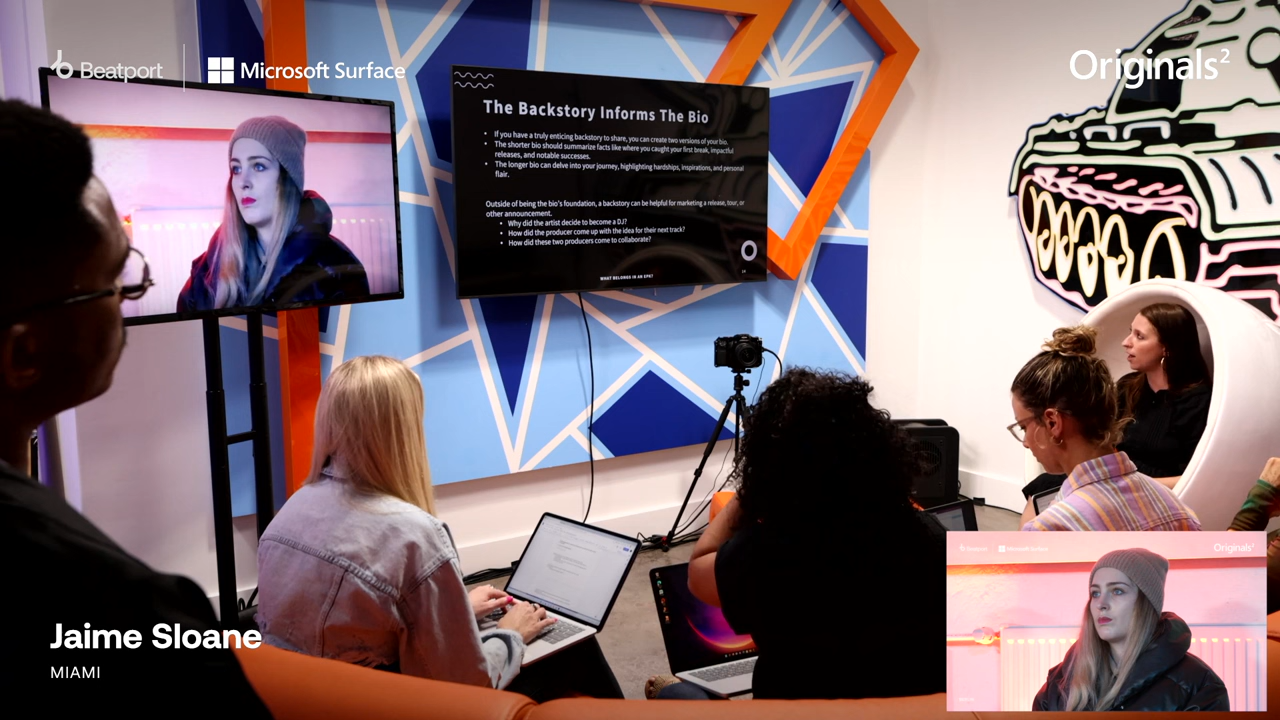 Beatport
Microsoft Surface
Originals²
The Backstory Informs The Bio
• If you have a truly enticing backstory to share, you can create two versions of your bio.
• The shorter bio should summarize facts like where you caught your first break, impactful
releases, and notable successes.
• The longer bio can delve into your journey, highlighting hardships, inspirations, and personal
flair.
Outside of being the bio's foundation, a backstory can be helpful for marketing a release, tour, or
other announcement.
• Why did the artist decide to become a DJ?
• How did the producer come up with the idea for their next track?
• How did these two producers come to collaborate?
WHAT BELONGS IN AN EPK?
Jaime Sloane
MIAMI
Beatport
Microsoft Surface
Originals²